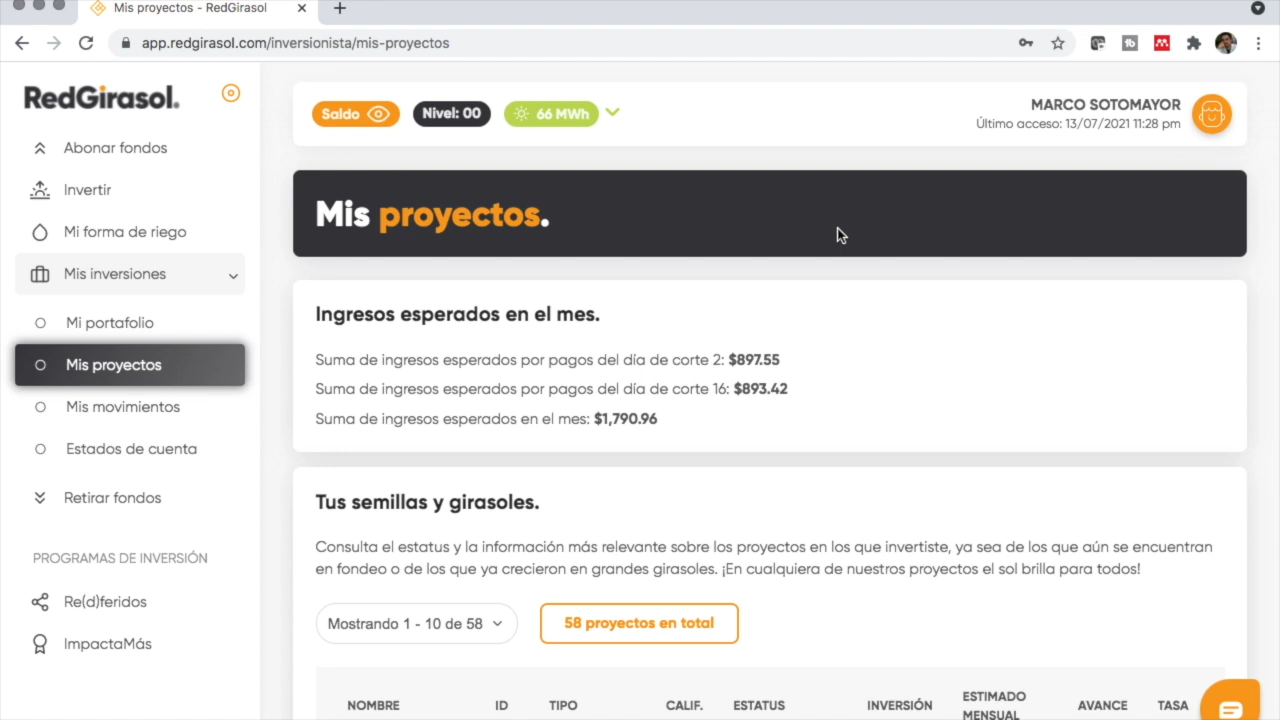 Mis proyectos - RedGirasol
app.redgirasol.com/inversionista/mis-proyectos
RedGirasol.
Abonar fondos
Invertir
Mi forma de riego
Mis inversiones
Mi portafolio
Mis proyectos
Mis movimientos
Estados de cuenta
Retirar fondos
PROGRAMAS DE INVERSIÓN
Re(d)feridos
ImpactaMás
Saldo
Nivel: 00
66 MWh
MARCO SOTOMAYOR
Último acceso: 13/07/2021 11:28 pm
Mis proyectos.
Ingresos esperados en el mes.
Suma de ingresos esperados por pagos del día de corte 2: $897.55
Suma de ingresos esperados por pagos del día de corte 16: $893.42
Suma de ingresos esperados en el mes: $1,790.96
Tus semillas y girasoles.
Consulta el estatus y la información más relevante sobre los proyectos en los que invertiste, ya sea de los que aún se encuentran
en fondeo o de los que ya crecieron en grandes girasoles. ¡En cualquiera de nuestros proyectos el sol brilla para todos!
Mostrando 1 - 10 de 58
58 proyectos en total
NOMBRE ID TIPO CALIF. ESTATUS INVERSIÓN ESTIMADO MENSUAL AVANCE TASA